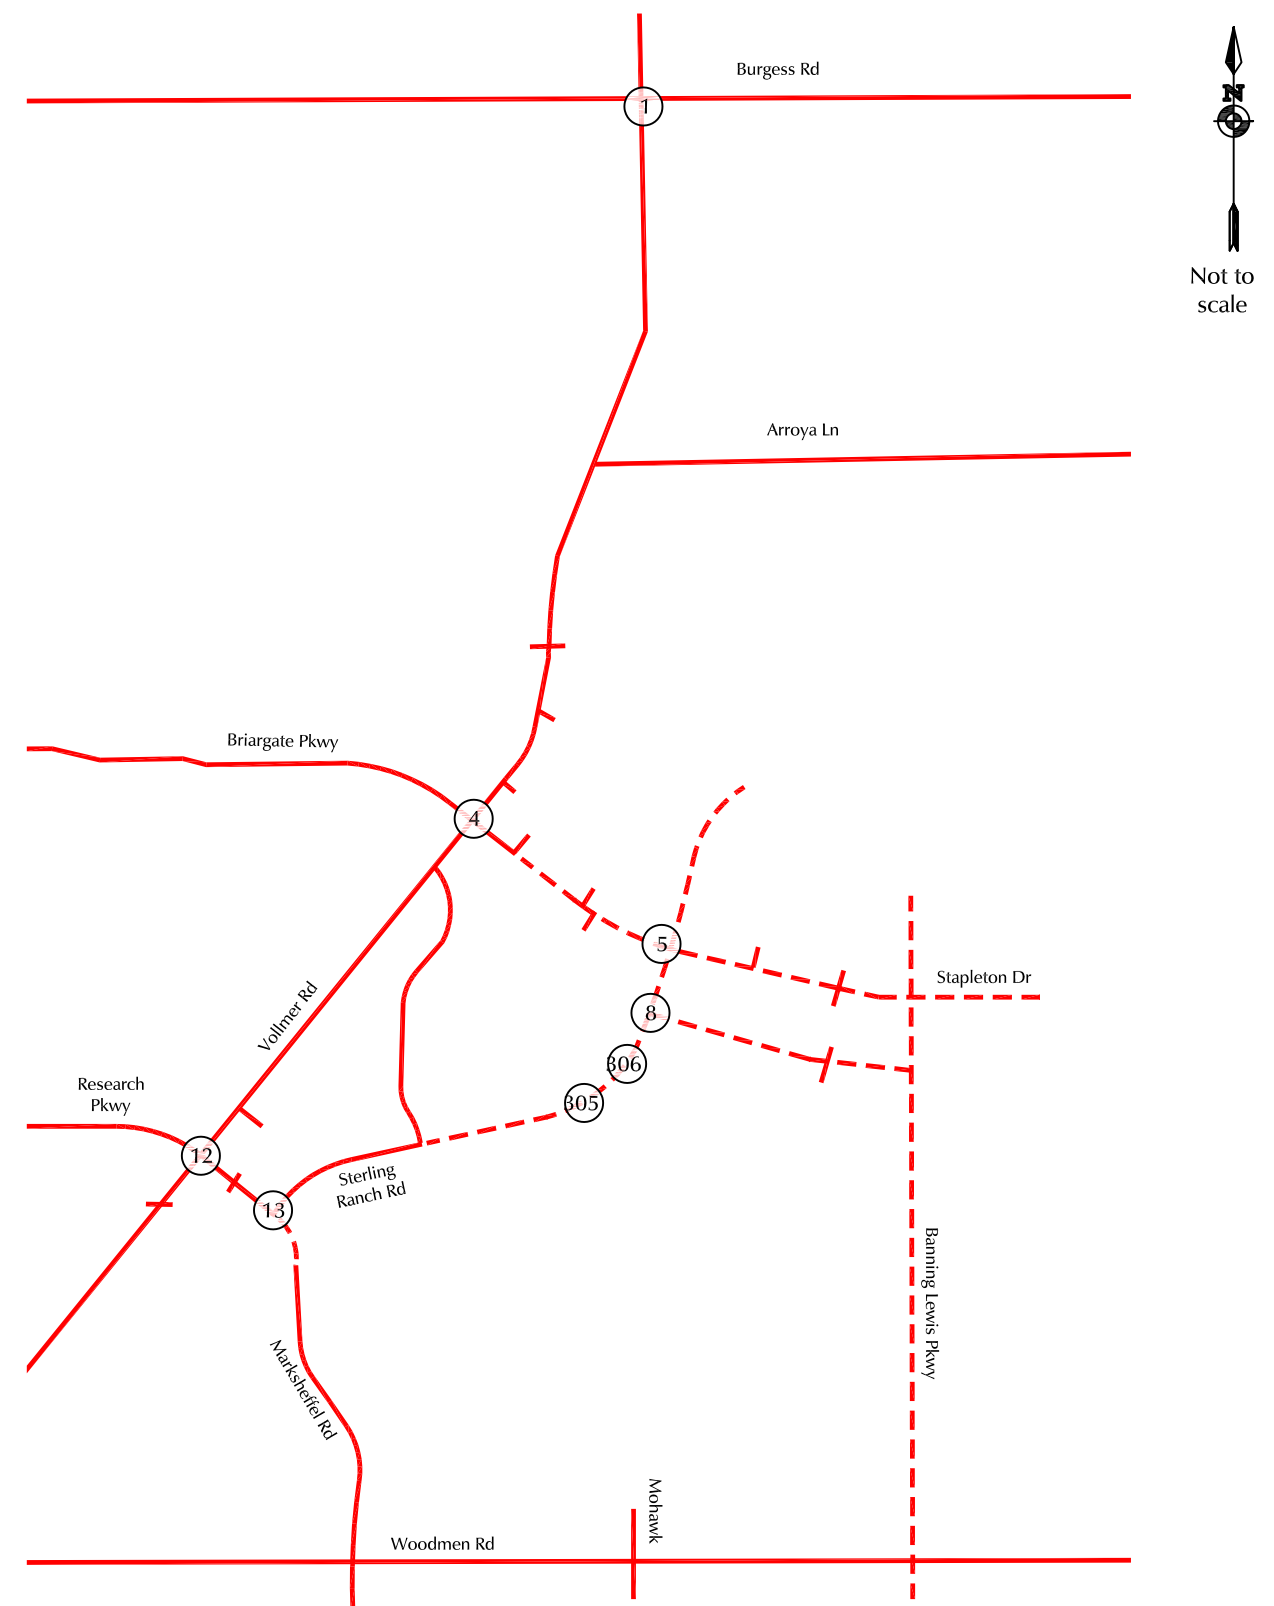 Burgess Rd
1
N
Not to
scale
Arroya Ln
Briargate Pkwy
4
5
Stapleton Dr
Vollmer Rd
8
306
Research
Pkwy
305
12
Sterling
Ranch Rd
13
Banning Lewis Pkwy
Marksheffel Rd
Mohawk
Woodmen Rd